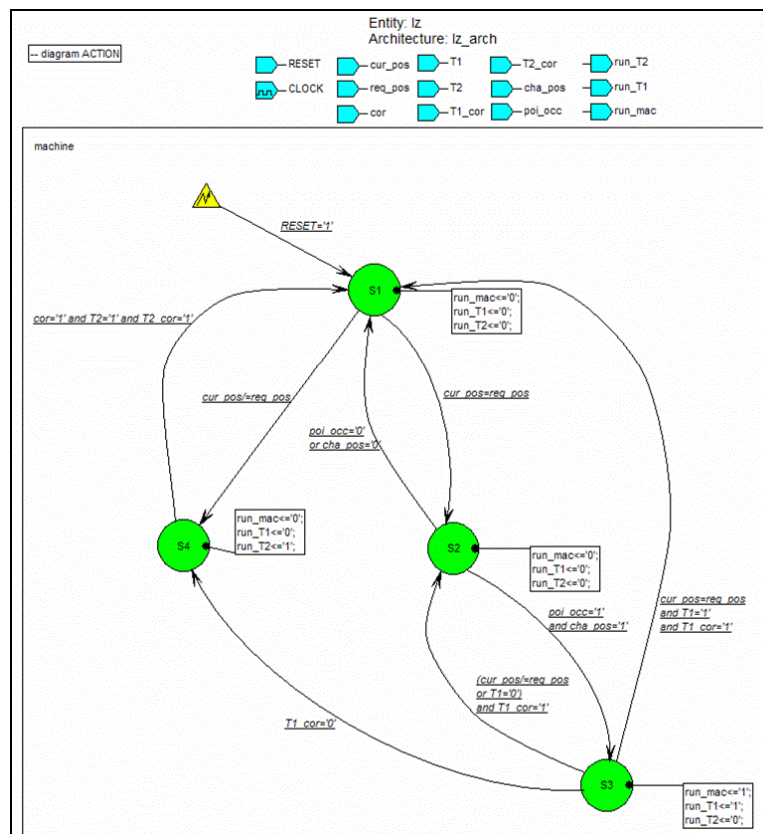 Entity: lz
Architecture: lz_arch
-- diagram ACTION
RESET
cur_pos
T1
T2_cor
run_T2
CLOCK
req_pos
T2
cha_pos
run_T1
cor
T1_cor
poi_occ
run_mac
machine
RESET='1'
S1
run_mac<='0';
run_T1<='0';
run_T2<='0';
cor='1' and T2='1' and T2_cor='1'
cur_pos/=req_pos
cur_pos=req_pos
poi_occ='0'
or cha_pos='0'
S4
run_mac<='0';
run_T1<='0';
run_T2<='1';
S2
run_mac<='0';
run_T1<='0';
run_T2<='0';
poi_occ='1'
and cha_pos='1'
cur_pos=req_pos
and T1='1'
and T1_cor='1'
(cur_pos/=req_pos
or T1='0')
and T1_cor='1'
T1_cor='0'
S3
run_mac<='1';
run_T1<='1';
run_T2<='0';